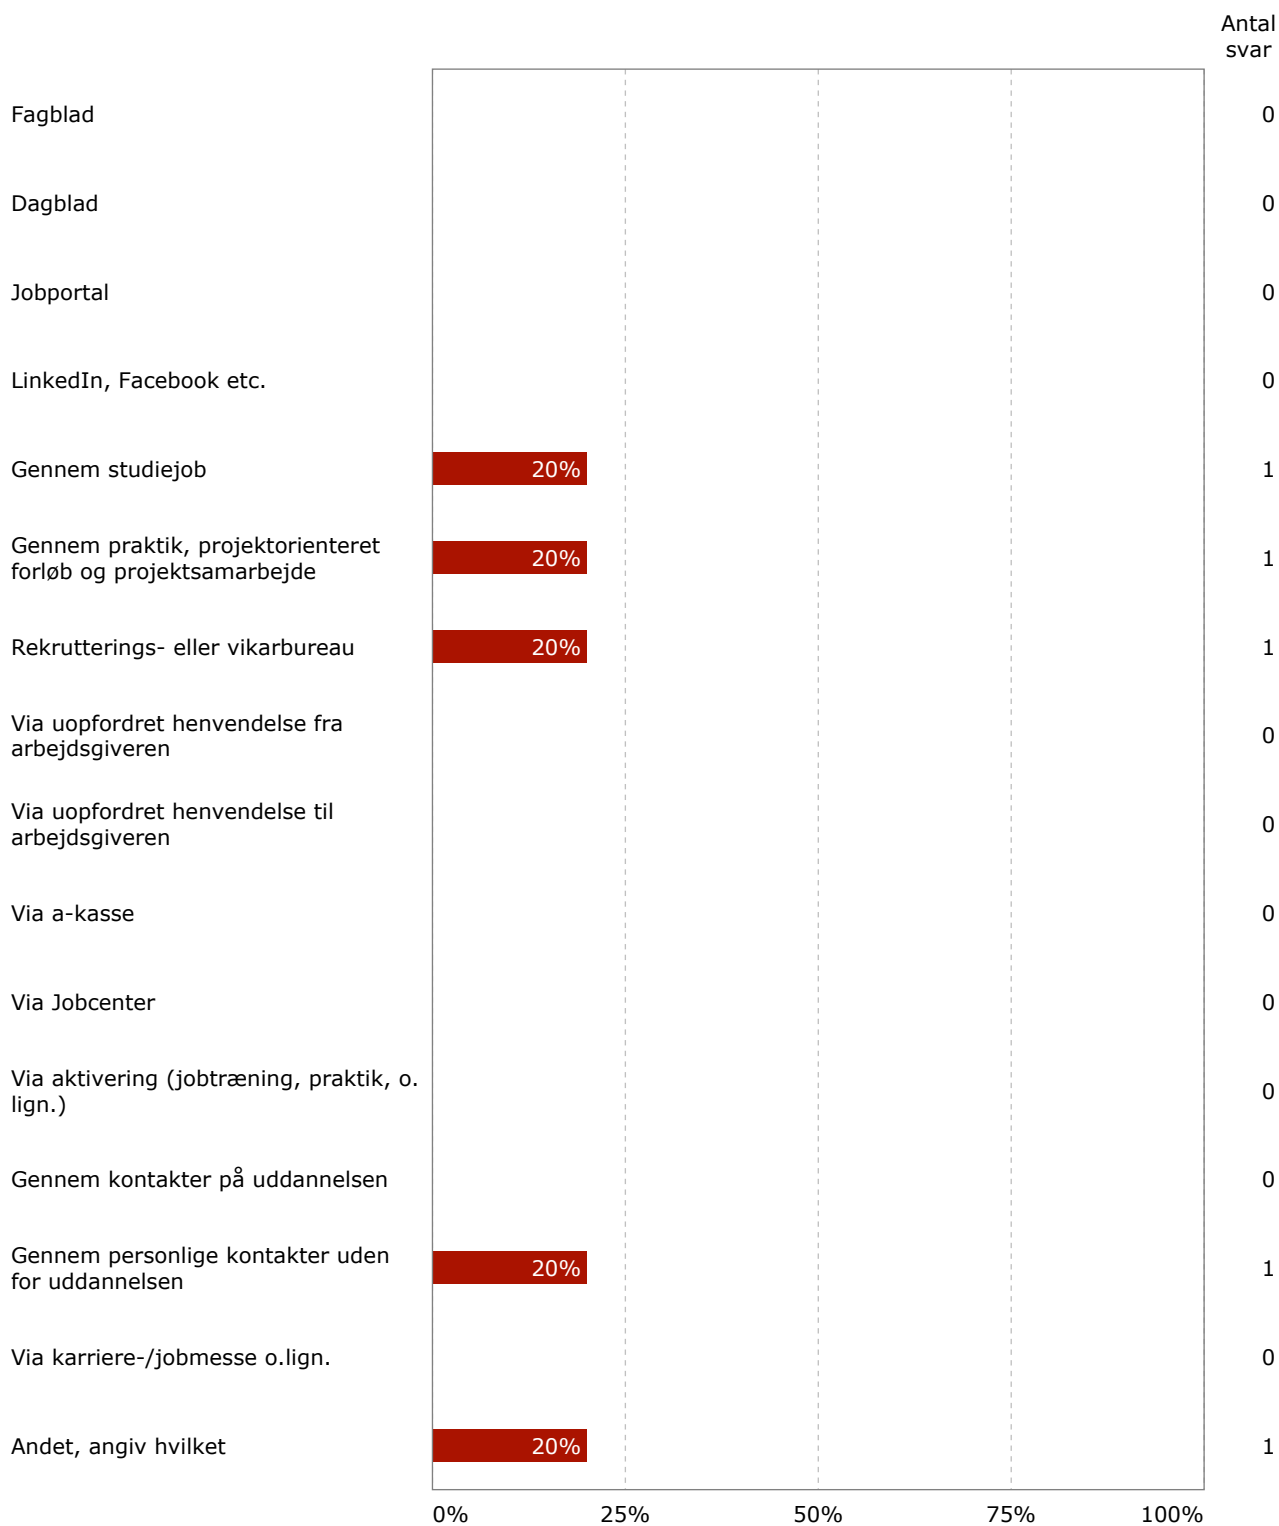 Antal
svar
Fagblad 0
Dagblad 0
Jobportal 0
LinkedIn, Facebook etc. 0
Gennem studiejob 20% 1
Gennem praktik, projektorienteret
forløb og projektsamarbejde 20% 1
Rekrutterings- eller vikarbureau 20% 1
Via uopfordret henvendelse fra
arbejdsgiveren 0
Via uopfordret henvendelse til
arbejdsgiveren 0
Via a-kasse 0
Via Jobcenter 0
Via aktivering (jobtræning, praktik, o.
lign.) 0
Gennem kontakter på uddannelsen 0
Gennem personlige kontakter uden
for uddannelsen 20% 1
Via karriere-/jobmesse o.lign. 0
Andet, angiv hvilket 20% 1
0% 25% 50% 75% 100%